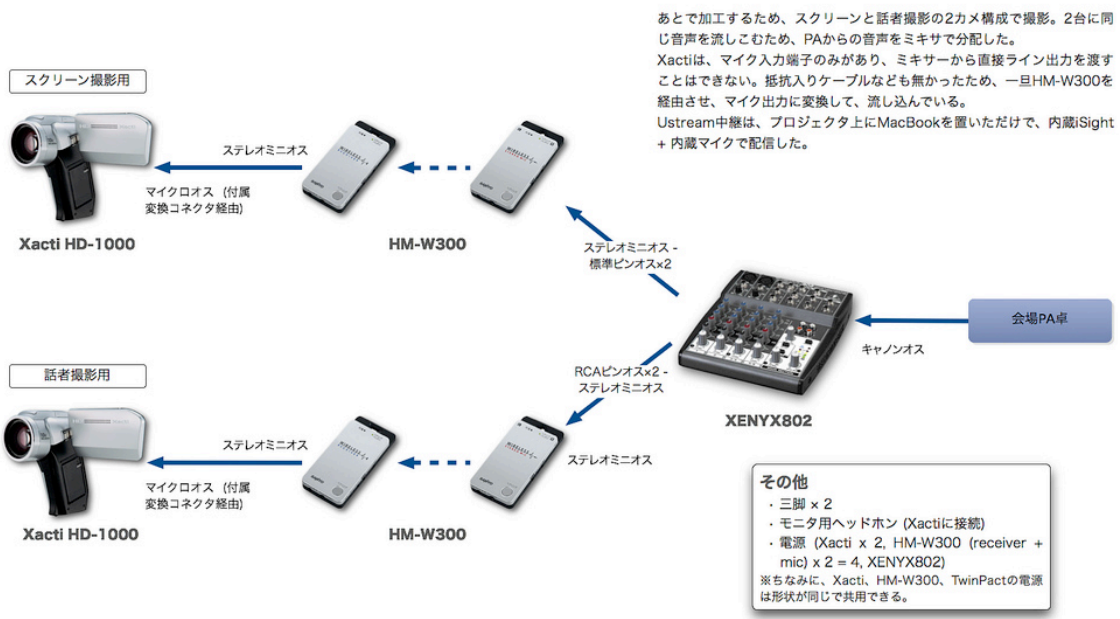 あとで加工するため、スクリーンと話者撮影の2カメ構成で撮影。2台に同
じ音声を流しこむため、PAからの音声をミキサで分配した。
Xactiは、マイク入力端子のみがあり、ミキサーから直接ライン出力を渡す
ことはできない。抵抗入りケーブルなども無かったため、一旦HM-W300を
経由させ、マイク出力に変換して、流し込んでいる。
Ustream中継は、プロジェクタ上にMacBookを置いただけで、内蔵iSight
+ 内蔵マイクで配信した。
スクリーン撮影用
ステレオミニオス
マイクロオス (付属
変換コネクタ経由)
Xacti HD-1000
HM-W300
ステレオミニオス -
標準ピンオス×2
会場PA卓
キャノンオス
XENYX802
RCAピンオス×2 -
ステレオミニオス
話者撮影用
ステレオミニオス
マイクロオス (付属
変換コネクタ経由)
ステレオミニオス
Xacti HD-1000
HM-W300
その他
・三脚 × 2
・モニタ用ヘッドホン (Xactiに接続)
・電源 (Xacti x 2, HM-W300 (receiver +
mic) x 2 = 4, XENYX802)
※ちなみに、Xacti、HM-W300、TwinPactの電源
は形状が同じで共用できる。